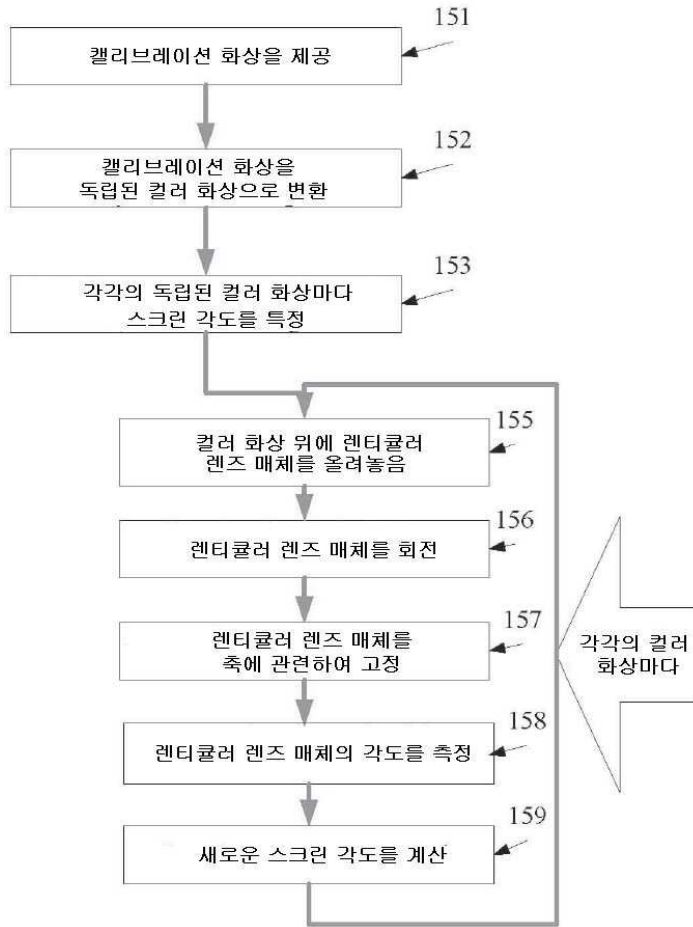 151
캘리브레이션 화상을 제공
152
캘리브레이션 화상을
독립된 컬러 화상으로 변환
153
각각의 독립된 컬러 화상마다
스크린 각도를 특정
155
컬러 화상 위에 렌티큘러
렌즈 매체를 올려놓음
156
렌티큘러 렌즈 매체를 회전
157
렌티큘러 렌즈 매체를
축에 관련하여 고정
각각의 컬러
화상마다
158
렌티큘러 렌즈 매체의 각도를 측정
159
새로운 스크린 각도를 계산